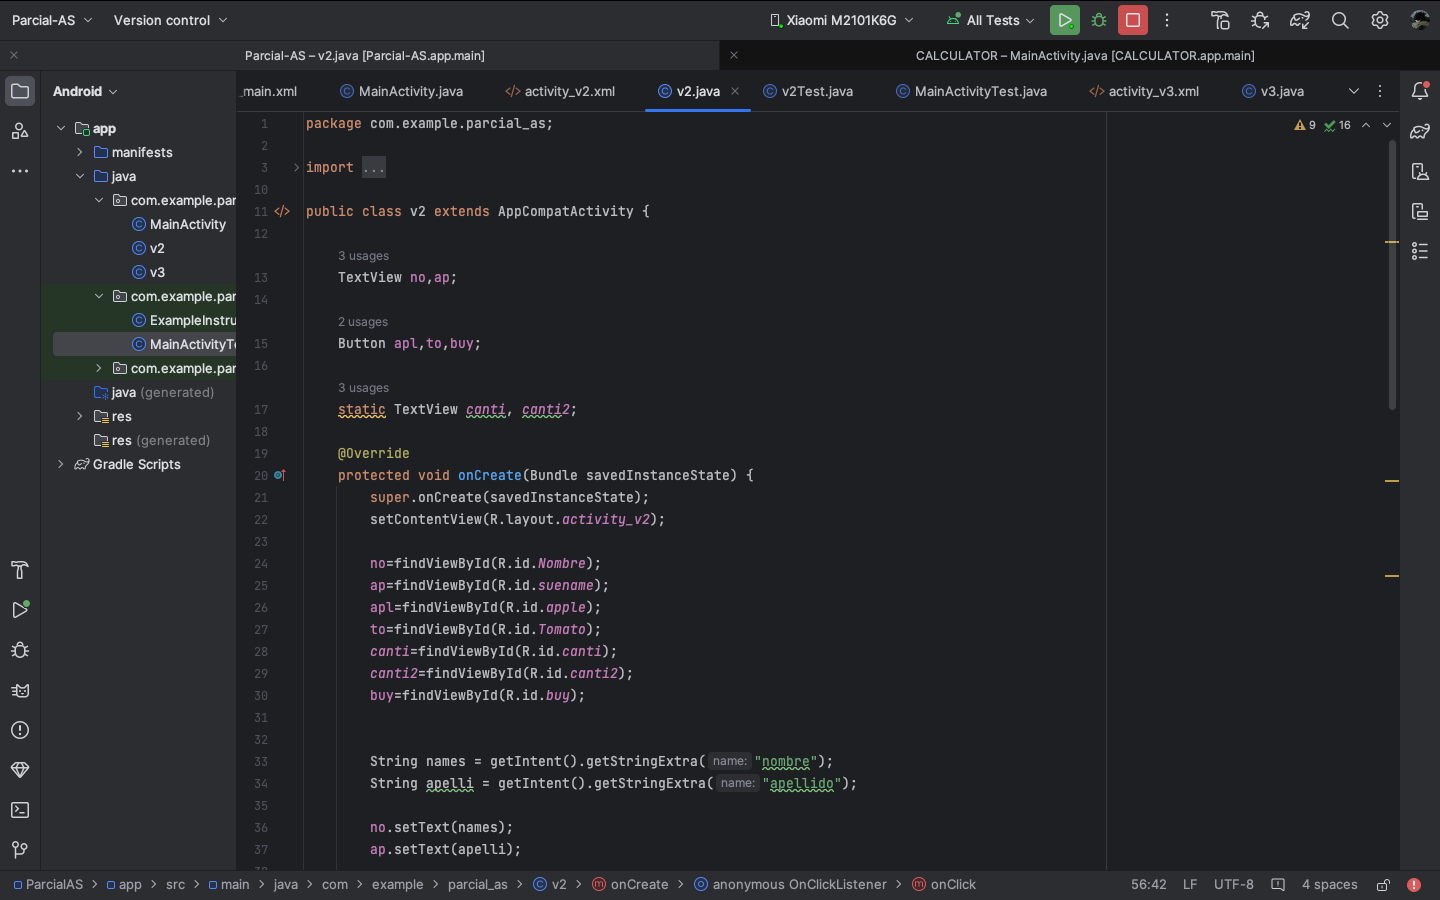 Parcial-AS
Version control
Xiaomi M2101K6G
All Tests
Parcial-AS – v2.java [Parcial-AS.app.main]
CALCULATOR – MainActivity.java [CALCULATOR.app.main]
Android
_main.xml
MainActivity.java
activity_v2.xml
v2.java
v2Test.java
MainActivityTest.java
activity_v3.xml
v3.java
app
manifests
java
com.example.par
MainActivity
v2
v3
com.example.par
ExampleInstru
MainActivityTe
com.example.par
java (generated)
res
res (generated)
Gradle Scripts
9 16
1 package com.example.parcial_as;
2
3 import ...
10
11 public class v2 extends AppCompatActivity {
12
3 usages
13 TextView no,ap;
14
2 usages
15 Button apl,to,buy;
16
3 usages
17 static TextView canti, canti2;
18
19 @Override
20 protected void onCreate(Bundle savedInstanceState) {
21 super.onCreate(savedInstanceState);
22 setContentView(R.layout.activity_v2);
23
24 no=findViewById(R.id.Nombre);
25 ap=findViewById(R.id.suename);
26 apl=findViewById(R.id.apple);
27 to=findViewById(R.id.Tomato);
28 canti=findViewById(R.id.canti);
29 canti2=findViewById(R.id.canti2);
30 buy=findViewById(R.id.buy);
31
32
33 String names = getIntent().getStringExtra( name: "nombre");
34 String apelli = getIntent().getStringExtra( name: "apellido");
35
36 no.setText(names);
37 ap.setText(apelli);
ParcialAS > app > src > main > java > com > example > parcial_as > v2 > onCreate > anonymous OnClickListener > onClick
56:42 LF UTF-8 4 spaces